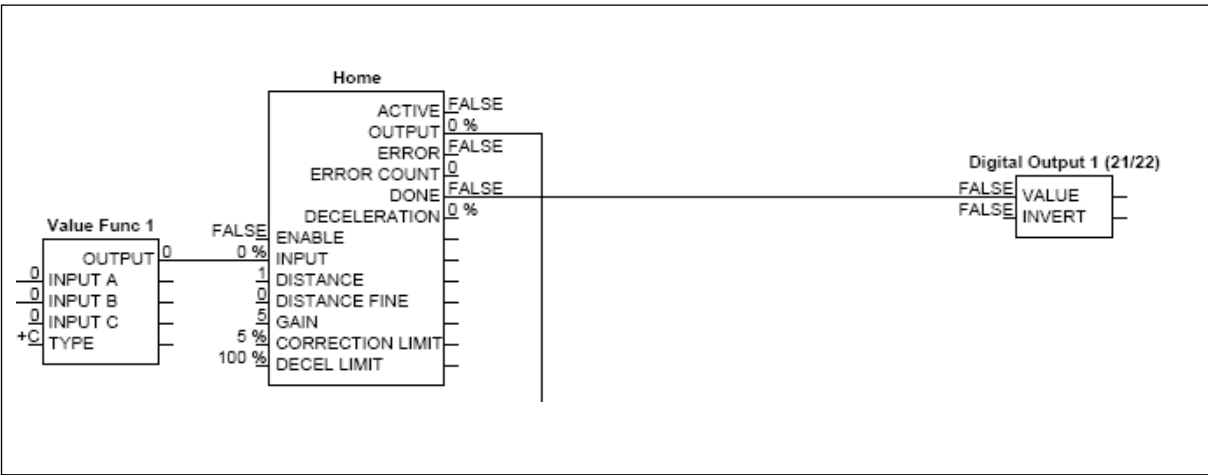 Home
ACTIVE FALSE
OUTPUT 0 %
ERROR FALSE
ERROR COUNT 0
DONE FALSE
DECELERATION 0 %
FALSE ENABLE
0 % INPUT
1 DISTANCE
0 DISTANCE FINE
5 GAIN
5 % CORRECTION LIMIT
100 % DECEL LIMIT
Value Func 1
OUTPUT 0
0 INPUT A
0 INPUT B
0 INPUT C
+C TYPE
Digital Output 1 (21/22)
FALSE VALUE
FALSE INVERT